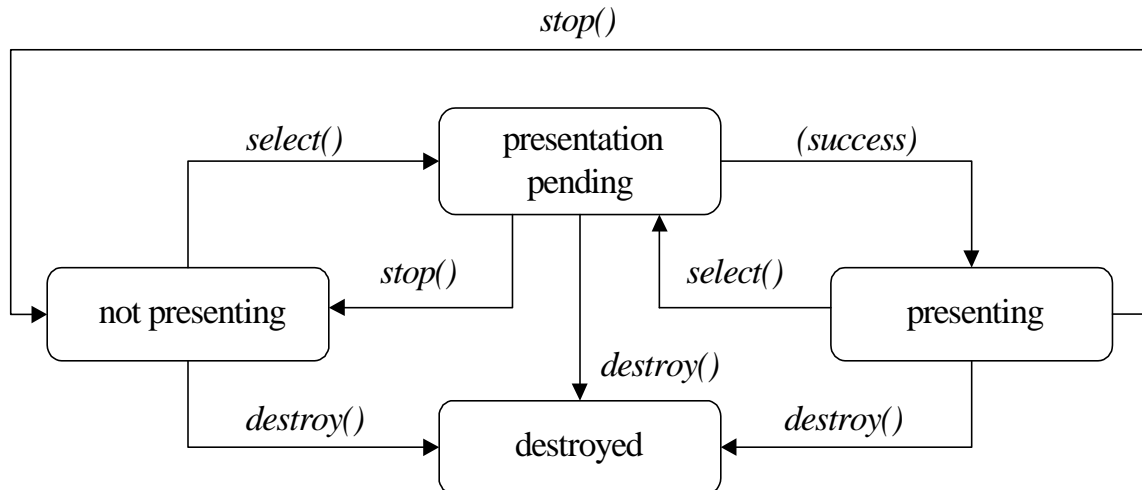 stop()
select()
presentation
pending
(success)
not presenting
stop()
select()
presenting
destroy()
destroy()
destroyed
destroy()